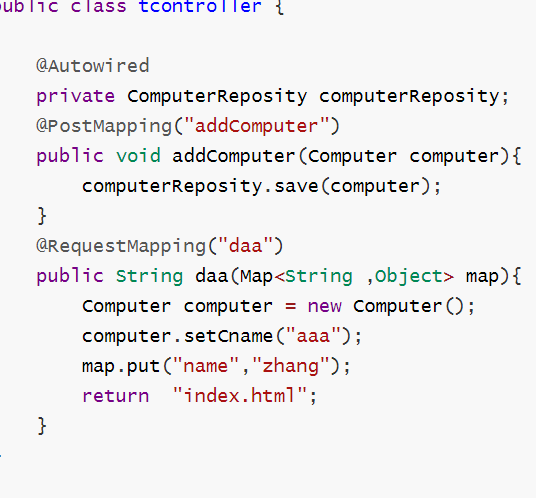 public class tcontroller {
@Autowired
private ComputerReposity computerReposity;
@PostMapping("addComputer")
public void addComputer(Computer computer){
computerReposity.save(computer);
}
@RequestMapping("daa")
public String daa(Map<String ,Object> map){
Computer computer = new Computer();
computer.setCname("aaa");
map.put("name","zhang");
return  "index.html";
}